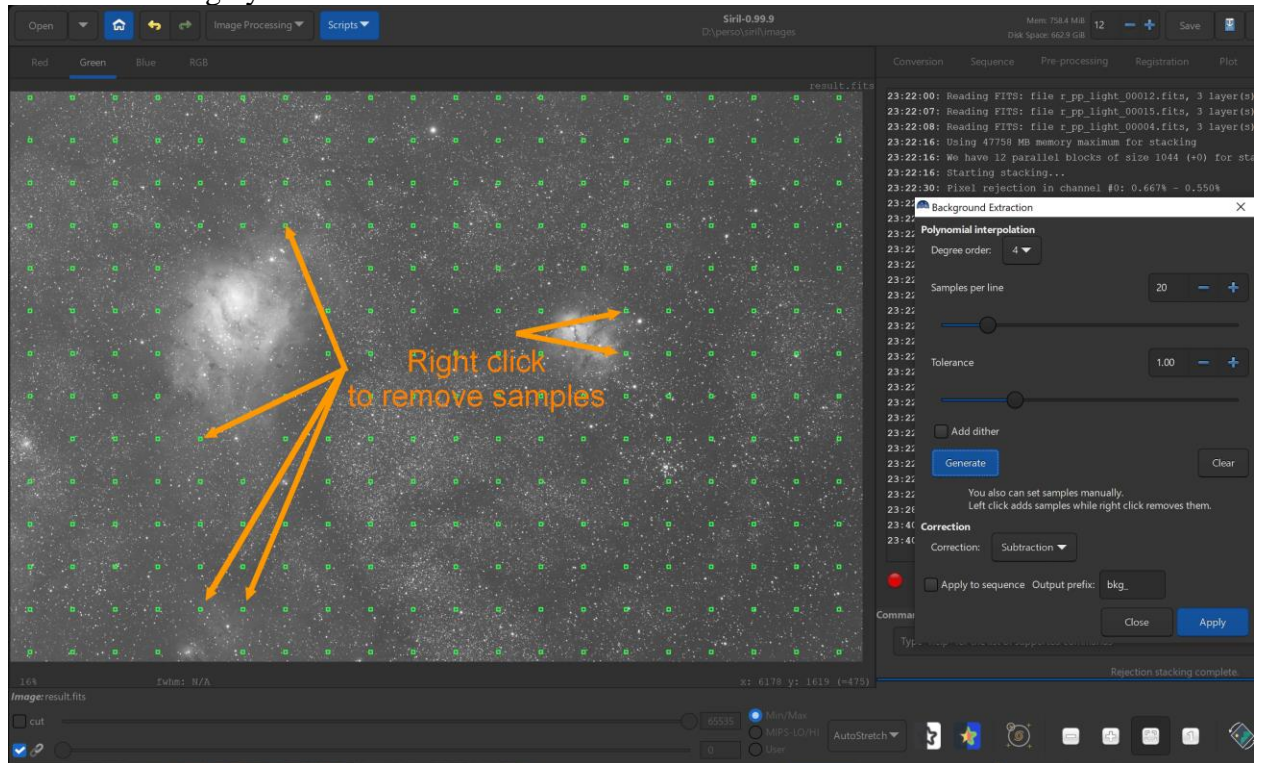 Open
Image Processing
Scripts
Siril-0.99.9
D:\perso\siril\images
Mem: 758.4 MiB
Disk Space: 662.9 GiB
12
Save
Red Green Blue RGB
Conversion Sequence Pre-processing Registration Plot
result.fits
23:22:00: Reading FITS: file r_pp_light_00012.fits, 3 layer(s)
23:22:07: Reading FITS: file r_pp_light_00015.fits, 3 layer(s)
23:22:08: Reading FITS: file r_pp_light_00004.fits, 3 layer(s)
23:22:16: Using 47758 MB memory maximum for stacking
23:22:16: We have 12 parallel blocks of size 1044 (+0) for sta
23:22:16: Starting stacking...
23:22:30: Pixel rejection in channel #0: 0.667% - 0.550%
Background Extraction
Polynomial interpolation
Degree order: 4
Samples per line 20
Tolerance 1.00
Add dither
Generate Clear
You also can set samples manually.
Left click adds samples while right click removes them.
Correction
Correction: Subtraction
Apply to sequence Output prefix: bkg_
Close Apply
Right click
to remove samples
Rejection stacking complete.
16% fwhm: N/A x: 6178 y: 1619 (=475)
Image: result.fits
cut 65535 Min/Max
MIPS-LO/HI
0 User
AutoStretch